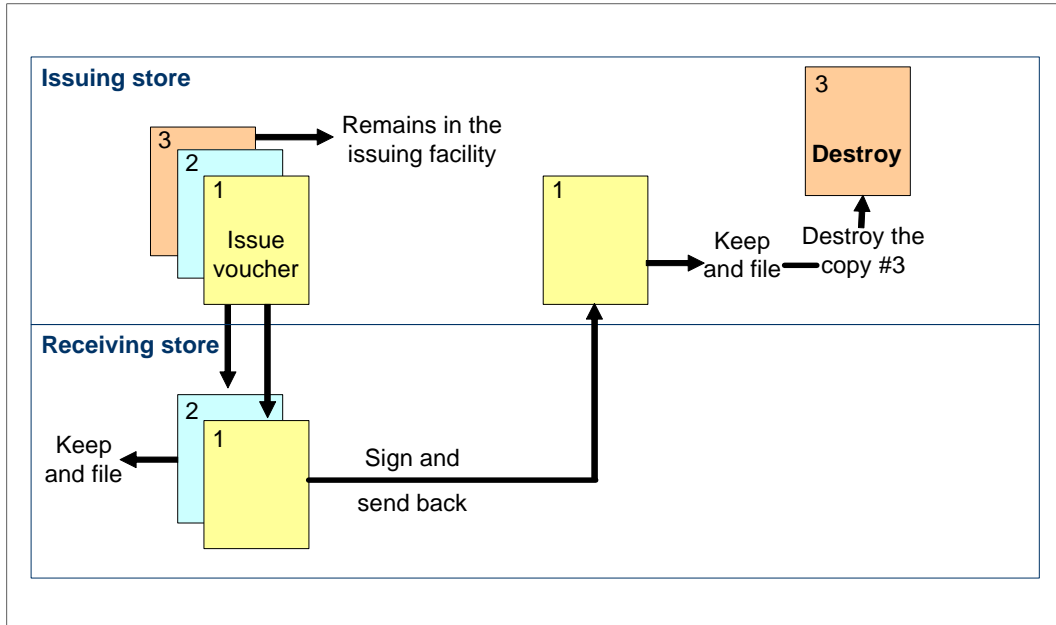 Issuing store
3
Remains in the
issuing facility
2
1
Issue
voucher
1
Keep
and file
Destroy the
copy #3
3
Destroy
Receiving store
2
1
Keep
and file
Sign and
send back